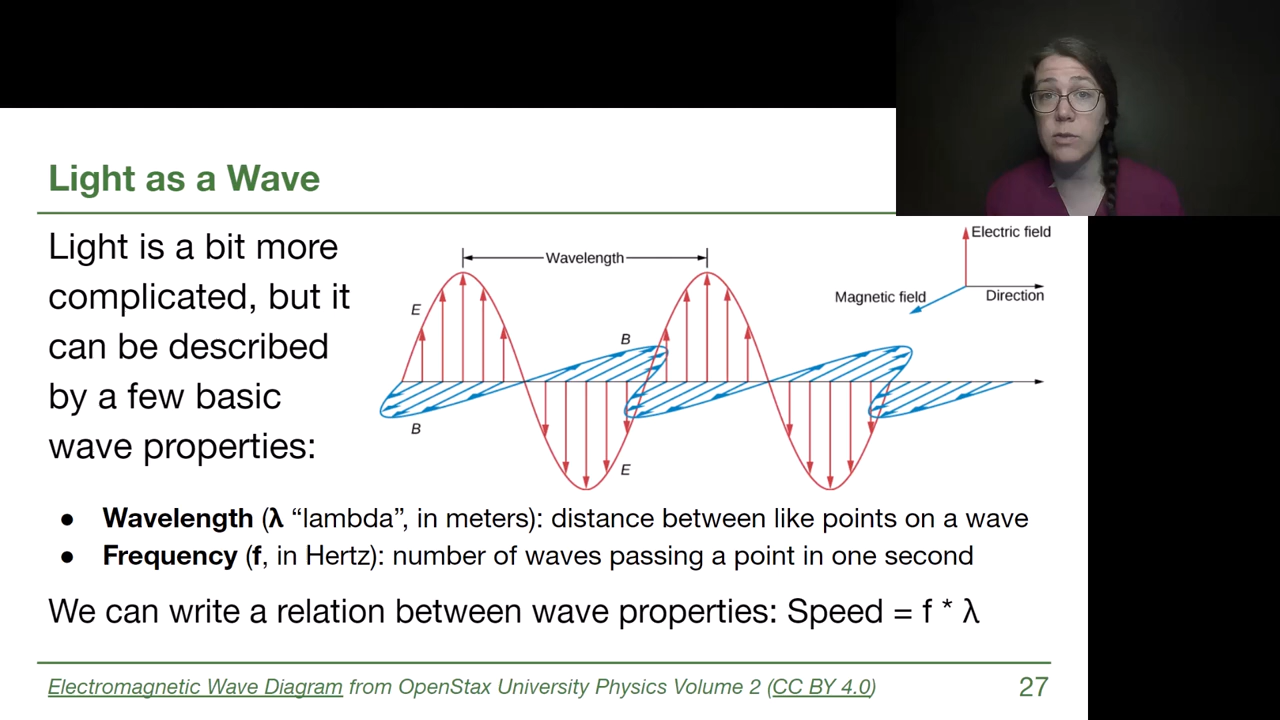 Light as a Wave
Light is a bit more
complicated, but it
can be described
by a few basic
wave properties:
Wavelength
E
B
B
E
Electric field
Magnetic field
Direction
● Wavelength (λ “lambda”, in meters): distance between like points on a wave
● Frequency (f, in Hertz): number of waves passing a point in one second
We can write a relation between wave properties: Speed = f * λ
Electromagnetic Wave Diagram from OpenStax University Physics Volume 2 (CC BY 4.0)
27